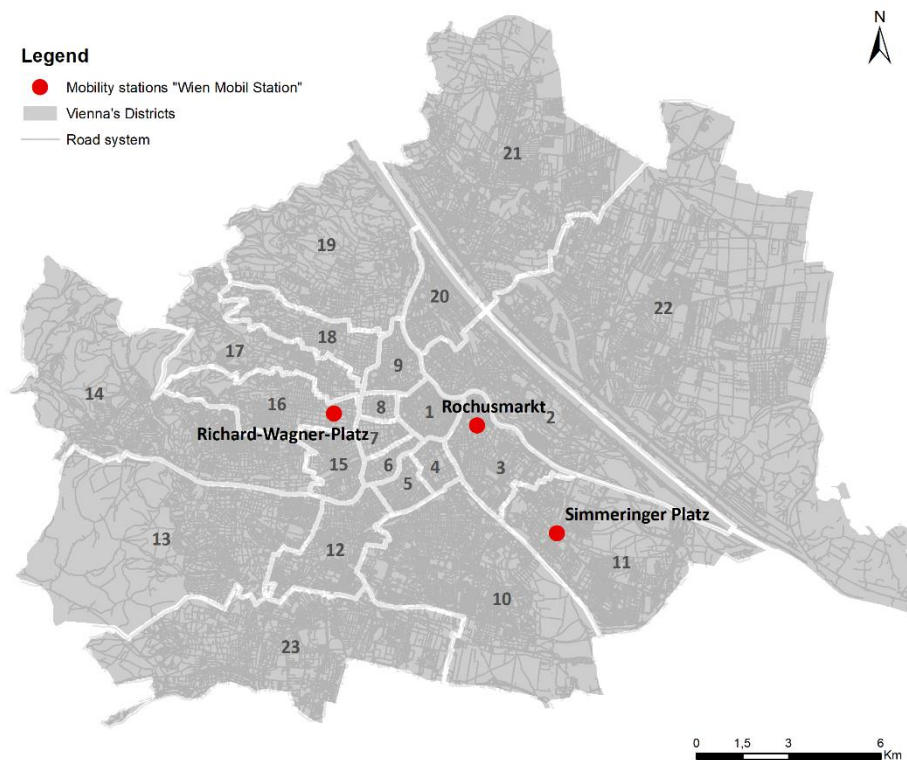 N
Legend
Mobility stations "Wien Mobil Station"
Vienna's Districts
Road system
21
19
20
22
18
17
9
14
16
8
1
Rochusmarkt
2
Richard-Wagner-Platz
7
15
6
4
3
5
Simmeringer Platz
13
12
11
10
23
0 1,5 3 6
Km